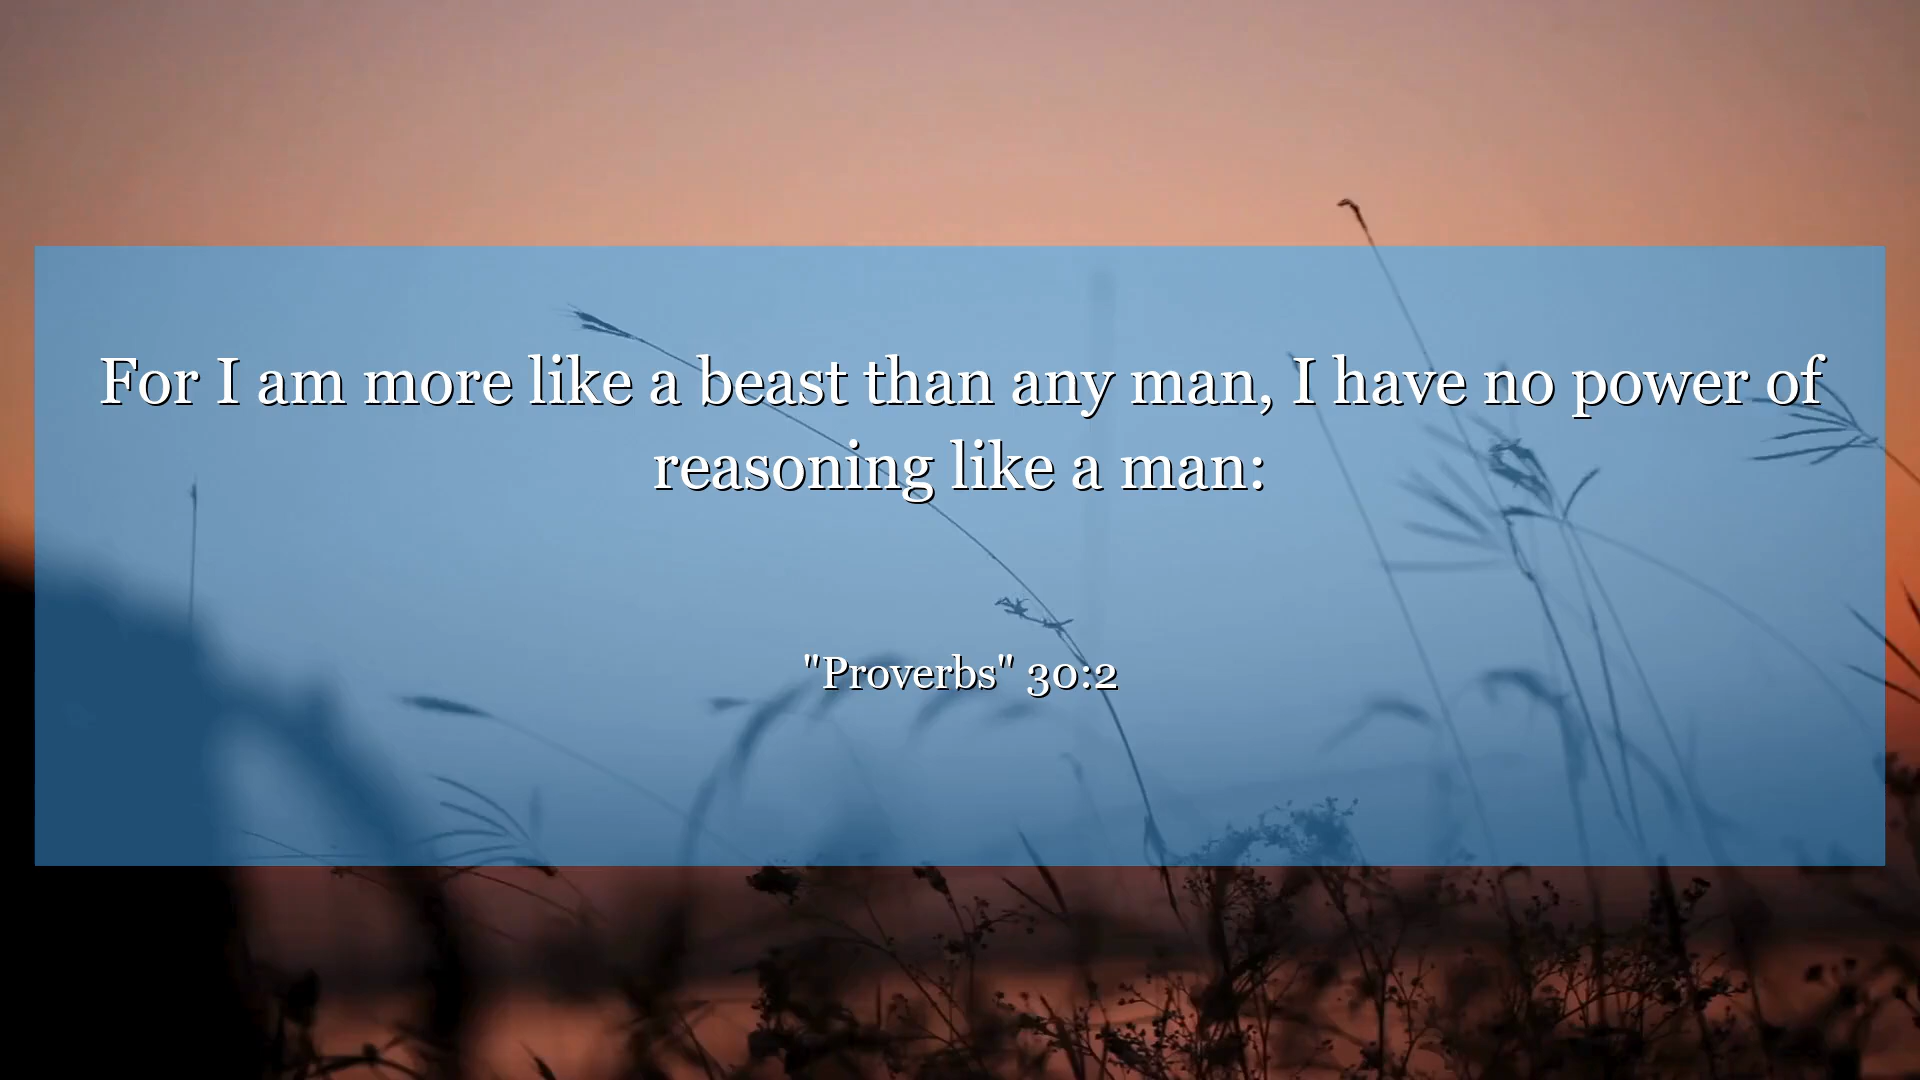 For I am more like a beast than any man, I have no power of
reasoning like a man:
"Proverbs" 30:2